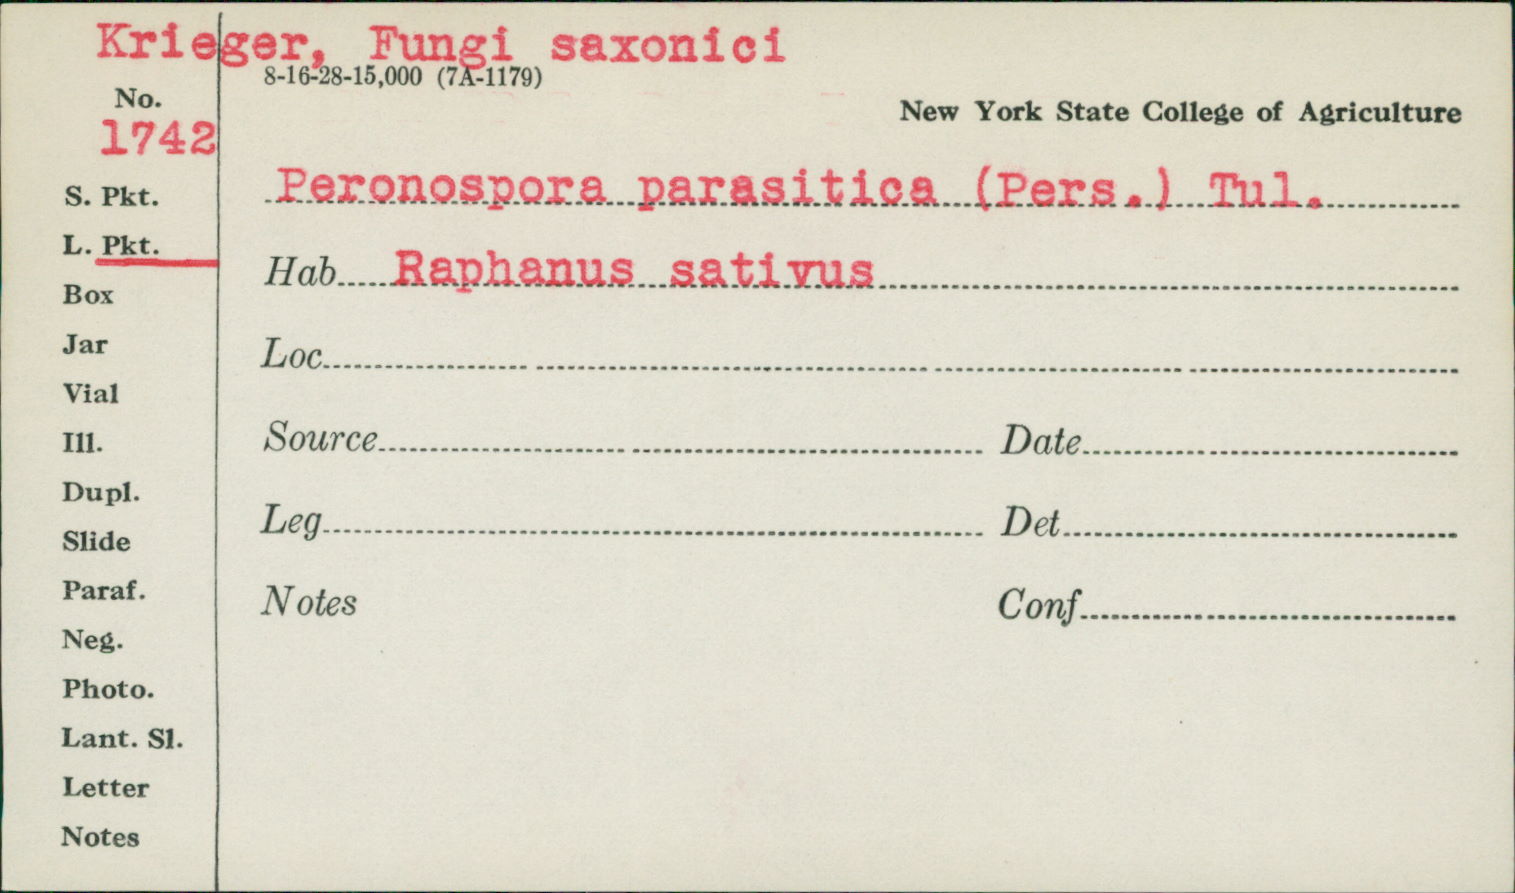 Krieger, Fungi saxonici
8-16-28-15,000 (7A-1179)
No.
1742
New York State College of Agriculture
S. Pkt.
Peronospora parasitica (Pers.) Tul.
L. Pkt.
Hab Raphanus sativus
Box
Jar
Loc
Vial
Ill.
Source Date
Dupl.
Slide
Leg Det
Paraf.
Notes Conf
Neg.
Photo.
Lant. Sl.
Letter
Notes